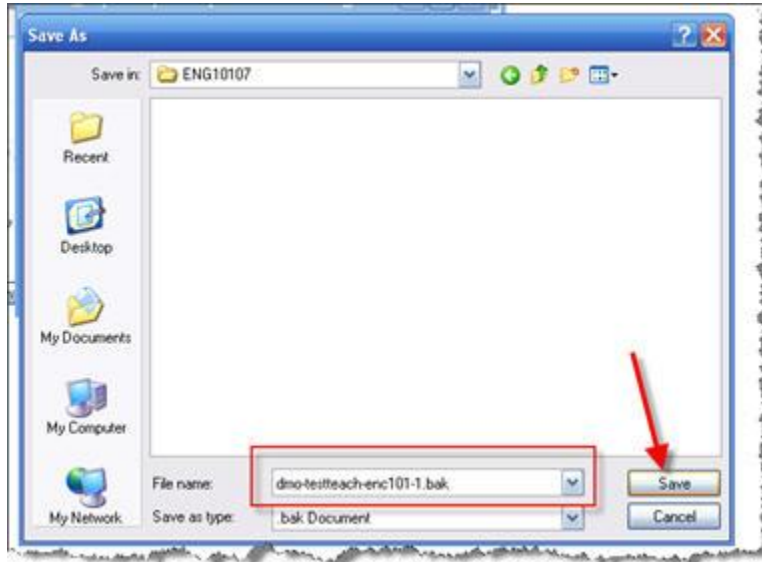 Save As
Save in: ENG10107
Recent
Desktop
My Documents
My Computer
My Network
File name: dmo-testteach-enc101-1.bak Save
Save as type: .bak Document Cancel